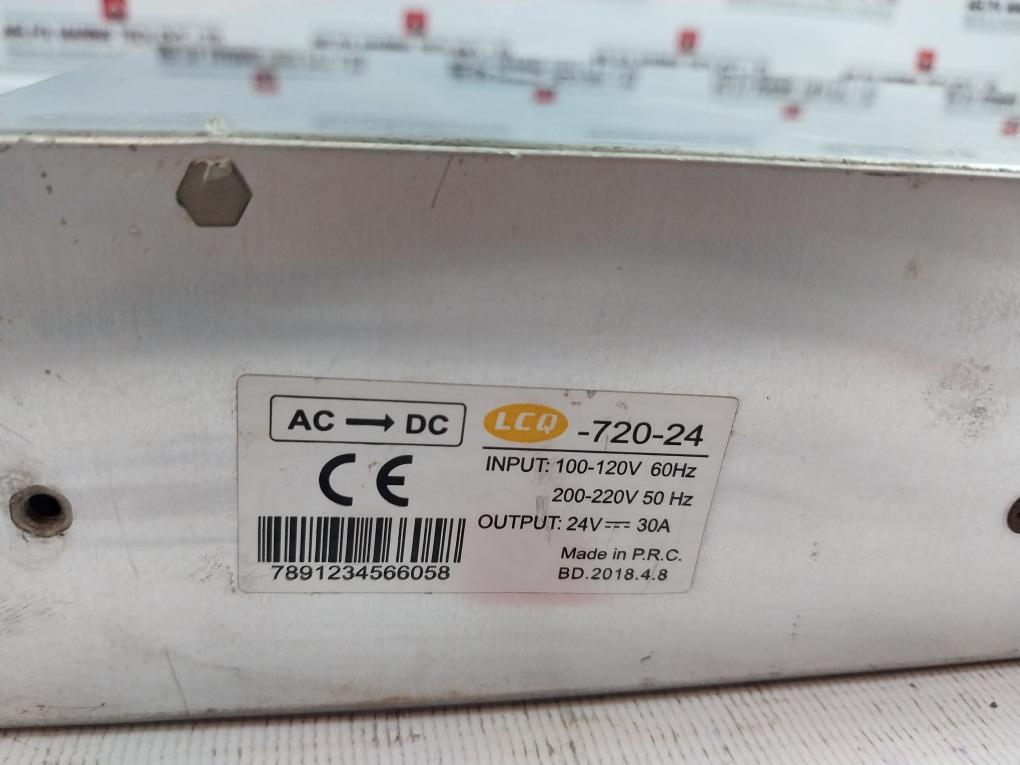 AC → DC
LCQ -720-24
INPUT: 100-120V 60Hz
200-220V 50 Hz
OUTPUT: 24V⎓ 30A
CE
7891234566058
Made in P.R.C.
BD.2018.4.8